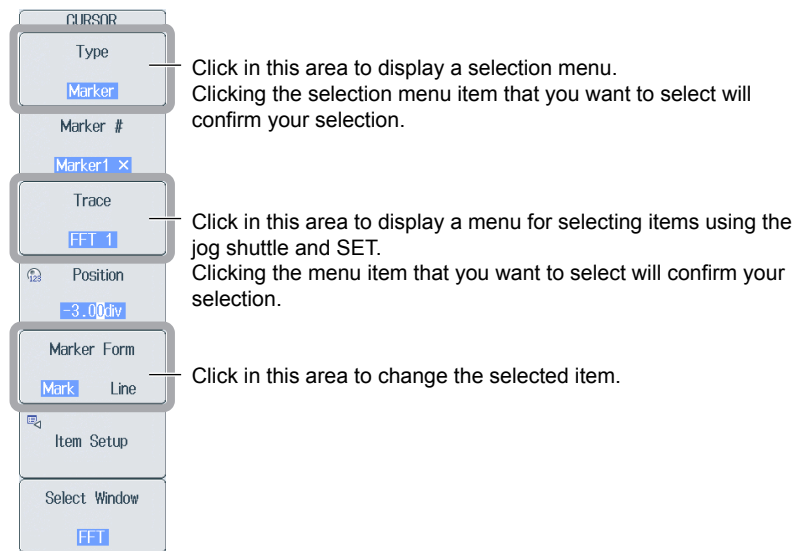 CURSOR
Type
Marker
Click in this area to display a selection menu.
Clicking the selection menu item that you want to select will
confirm your selection.
Marker #
Marker1 ×
Trace
FFT 1
Click in this area to display a menu for selecting items using the
jog shuttle and SET.
Clicking the menu item that you want to select will confirm your
selection.
123
Position
-3.00div
Marker Form
Mark Line
Click in this area to change the selected item.
Item Setup
Select Window
FFT